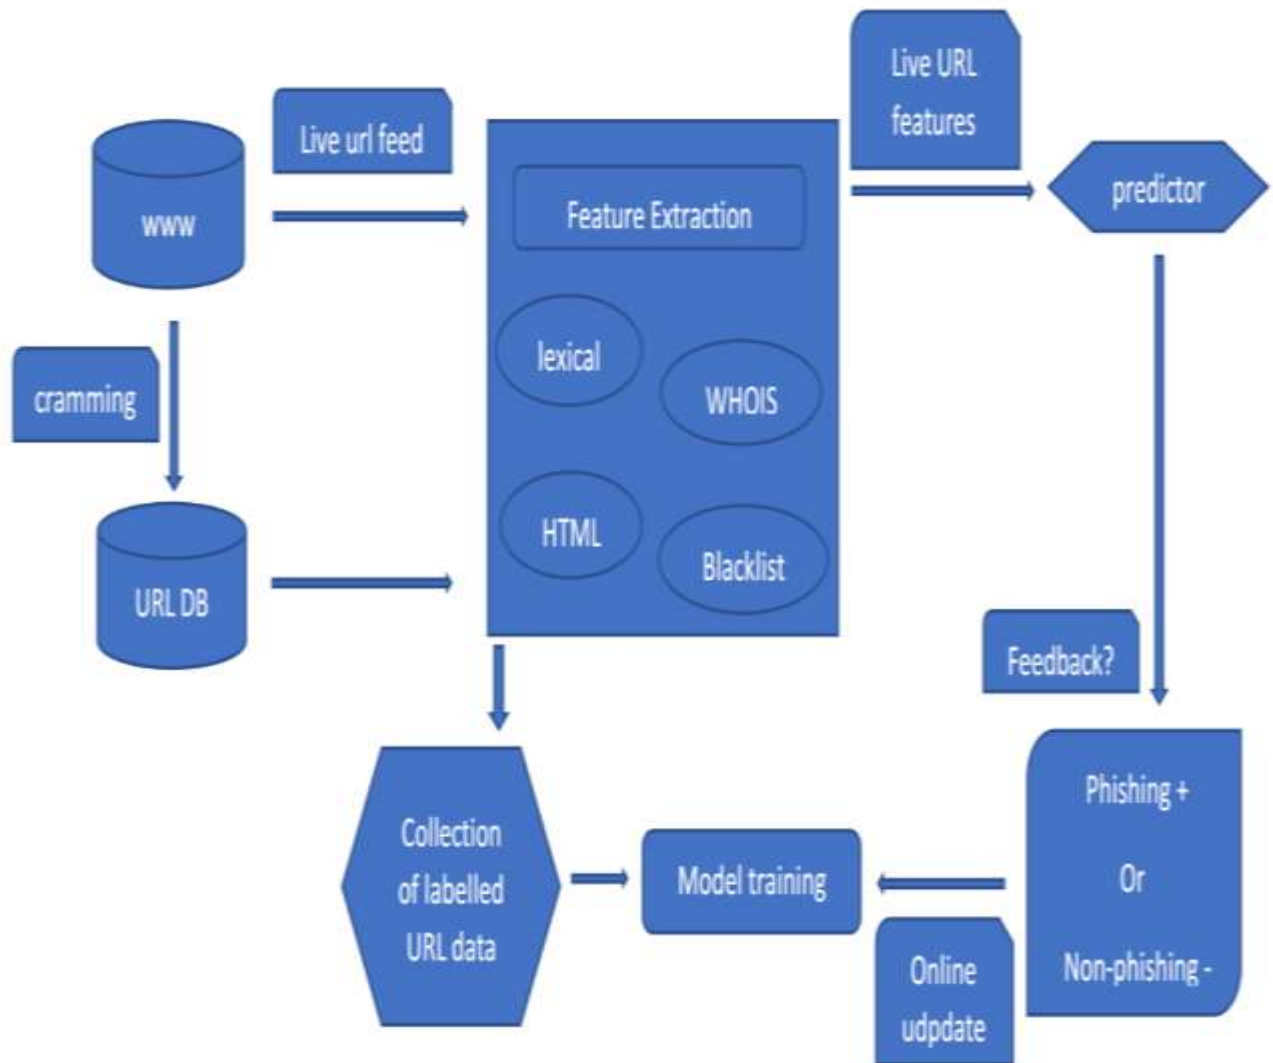 Live URL
features
Live url feed
predictor
www
Feature Extraction
lexical
cramming
WHOIS
HTML
Blacklist
URL DB
Feedback?
Phishing +
Or
Non-phishing -
Collection
of labelled
URL data
Model training
Online
udpdate